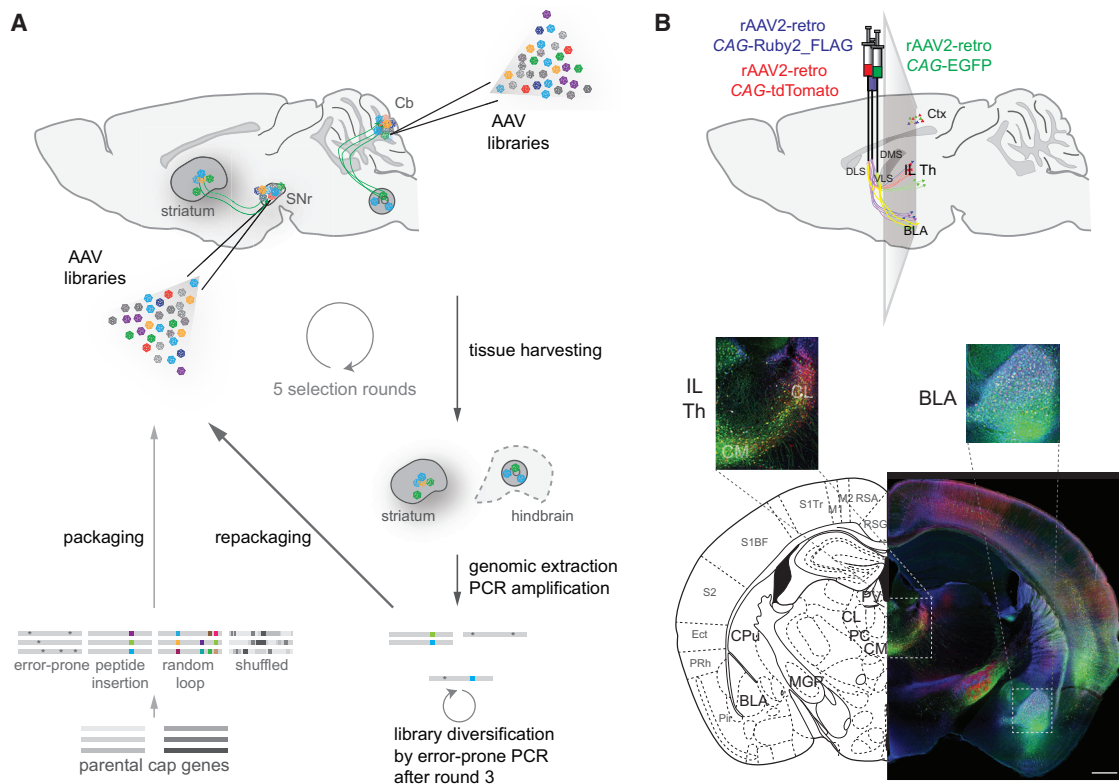 A
Cb
AAV
libraries
striatum
SNr
AAV
libraries
5 selection rounds
tissue harvesting
striatum
hindbrain
packaging
repackaging
genomic extraction
PCR amplification
error-prone
peptide
insertion
random
loop
shuffled
parental cap genes
library diversification
by error-prone PCR
after round 3
B
rAAV2-retro
CAG-Ruby2_FLAG
rAAV2-retro
CAG-tdTomato
rAAV2-retro
CAG-EGFP
Ctx
DMS
DLS
VLS
IL Th
BLA
IL
Th
CL
CM
BLA
S1Tr
M1
M2
RSA
RSG
S1BF
S2
Ect
PRh
Pir
CPu
BLA
MGP
PV
CL
PC
CM